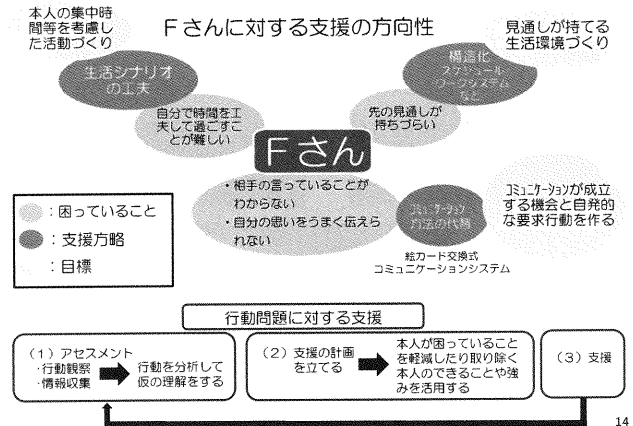 Ｆさんに対する支援の方向性
本人の集中時
間等を考慮し
た活動づくり
生活シナリオ
の工夫
自分で時間を工
夫して過ごすこ
とが難しい
見通しが持てる
生活環境づくり
構造化
スケジュール
ワークシステム
など
先の見通しが
持ちづらい
Ｆさん
・相手の言っていることが
わからない
・自分の思いをうまく伝えら
れない
コミュニケーション
方法の代替
絵カード交換式
コミュニケーションシステム
コミュニケーションが成立
する機会と自発的
な要求行動を作る
：困っていること
：支援方略
：目標
行動問題に対する支援
（１）アセスメント
・行動観察
・情報収集
行動を分析して
仮の理解をする
（２）支援の計画
を立てる
本人が困っていること
を軽減したり取り除く
本人のできることや強
みを活用する
（３）支援
14